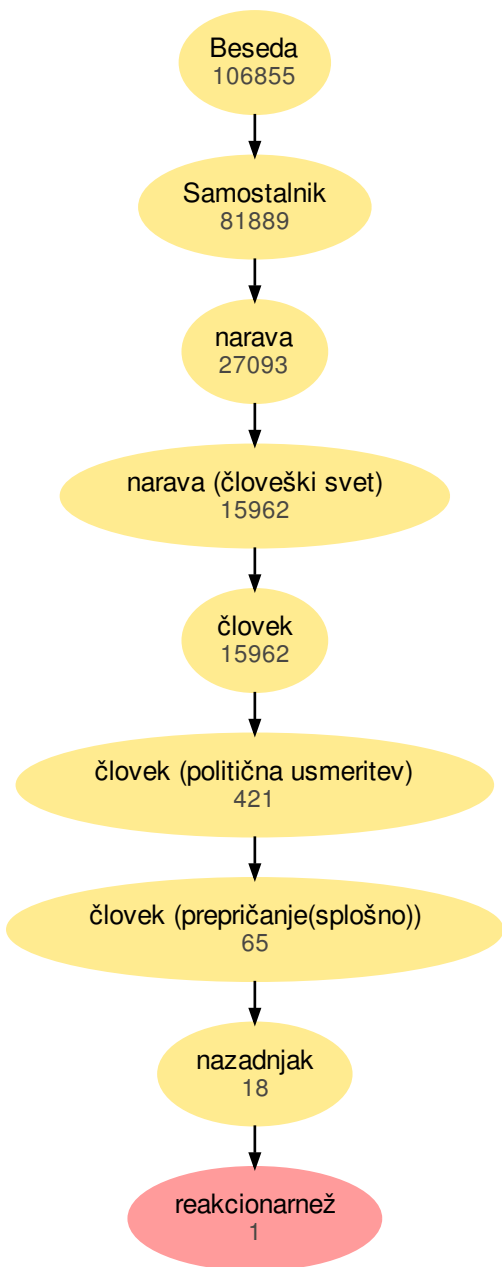 Beseda
106855
Samostalnik
81889
narava
27093
narava (človeški svet)
15962
človek
15962
človek (politična usmeritev)
421
človek (prepričanje(splošno))
65
nazadnjak
18
reakcionarnež
1